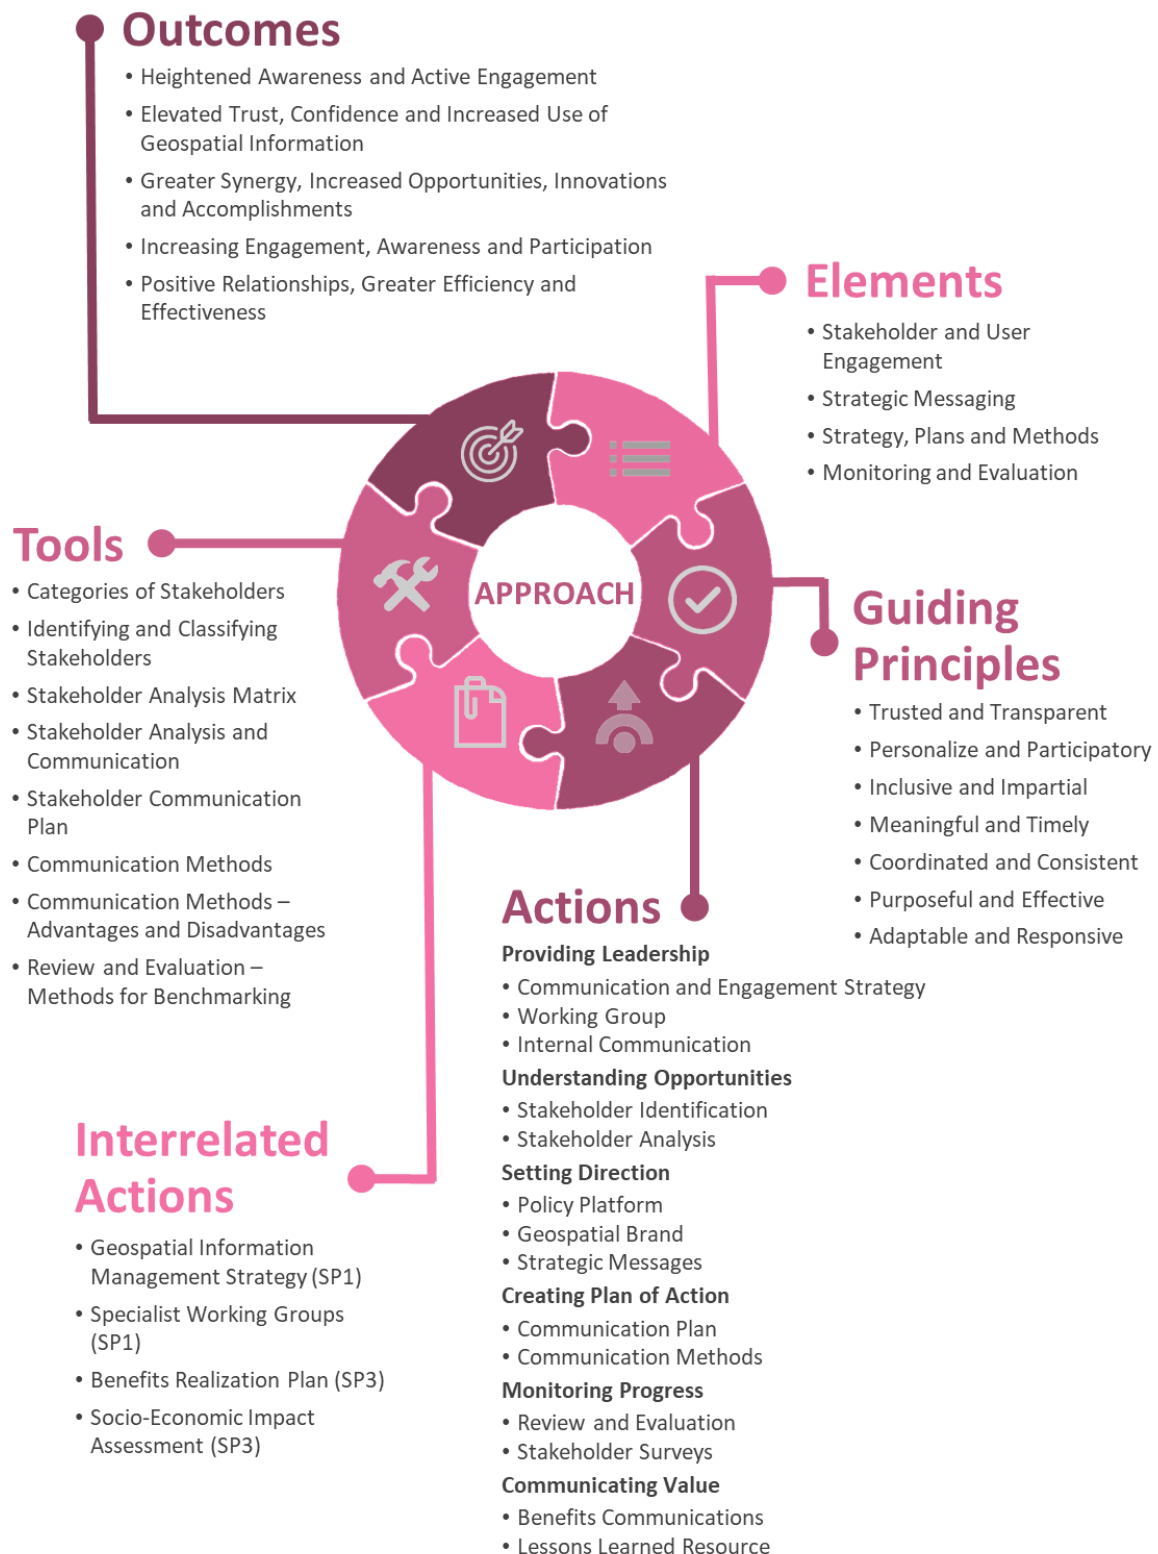 Outcomes
• Heightened Awareness and Active Engagement
• Elevated Trust, Confidence and Increased Use of
Geospatial Information
• Greater Synergy, Increased Opportunities, Innovations
and Accomplishments
• Increasing Engagement, Awareness and Participation
• Positive Relationships, Greater Efficiency and
Effectiveness
Elements
• Stakeholder and User
Engagement
• Strategic Messaging
• Strategy, Plans and Methods
• Monitoring and Evaluation
APPROACH
Tools
• Categories of Stakeholders
• Identifying and Classifying
Stakeholders
• Stakeholder Analysis Matrix
• Stakeholder Analysis and
Communication
• Stakeholder Communication
Plan
• Communication Methods
• Communication Methods –
Advantages and Disadvantages
• Review and Evaluation –
Methods for Benchmarking
Guiding
Principles
• Trusted and Transparent
• Personalize and Participatory
• Inclusive and Impartial
• Meaningful and Timely
• Coordinated and Consistent
• Purposeful and Effective
• Adaptable and Responsive
Actions
Providing Leadership
• Communication and Engagement Strategy
• Working Group
• Internal Communication
Understanding Opportunities
• Stakeholder Identification
• Stakeholder Analysis
Setting Direction
• Policy Platform
• Geospatial Brand
• Strategic Messages
Creating Plan of Action
• Communication Plan
• Communication Methods
Monitoring Progress
• Review and Evaluation
• Stakeholder Surveys
Communicating Value
• Benefits Communications
• Lessons Learned Resource
Interrelated
Actions
• Geospatial Information
Management Strategy (SP1)
• Specialist Working Groups
(SP1)
• Benefits Realization Plan (SP3)
• Socio-Economic Impact
Assessment (SP3)